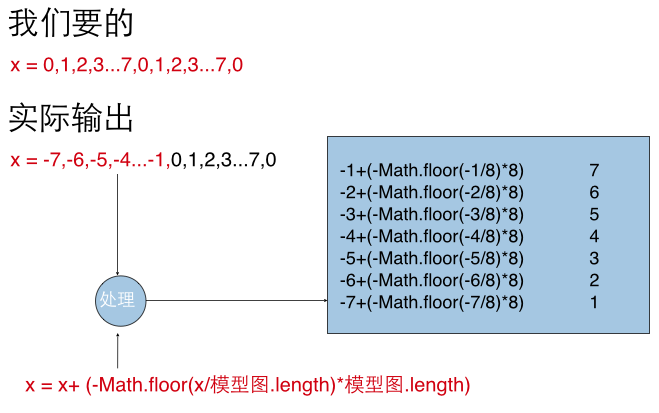 我们要的
x = 0,1,2,3...7,0,1,2,3...7,0
实际输出
x = -7,-6,-5,-4...-1,0,1,2,3...7,0
-1+(-Math.floor(-1/8)*8) 7
-2+(-Math.floor(-2/8)*8) 6
-3+(-Math.floor(-3/8)*8) 5
-4+(-Math.floor(-4/8)*8) 4
-5+(-Math.floor(-5/8)*8) 3
-6+(-Math.floor(-6/8)*8) 2
-7+(-Math.floor(-7/8)*8) 1
处理
x = x+ (-Math.floor(x/模型图.length)*模型图.length)